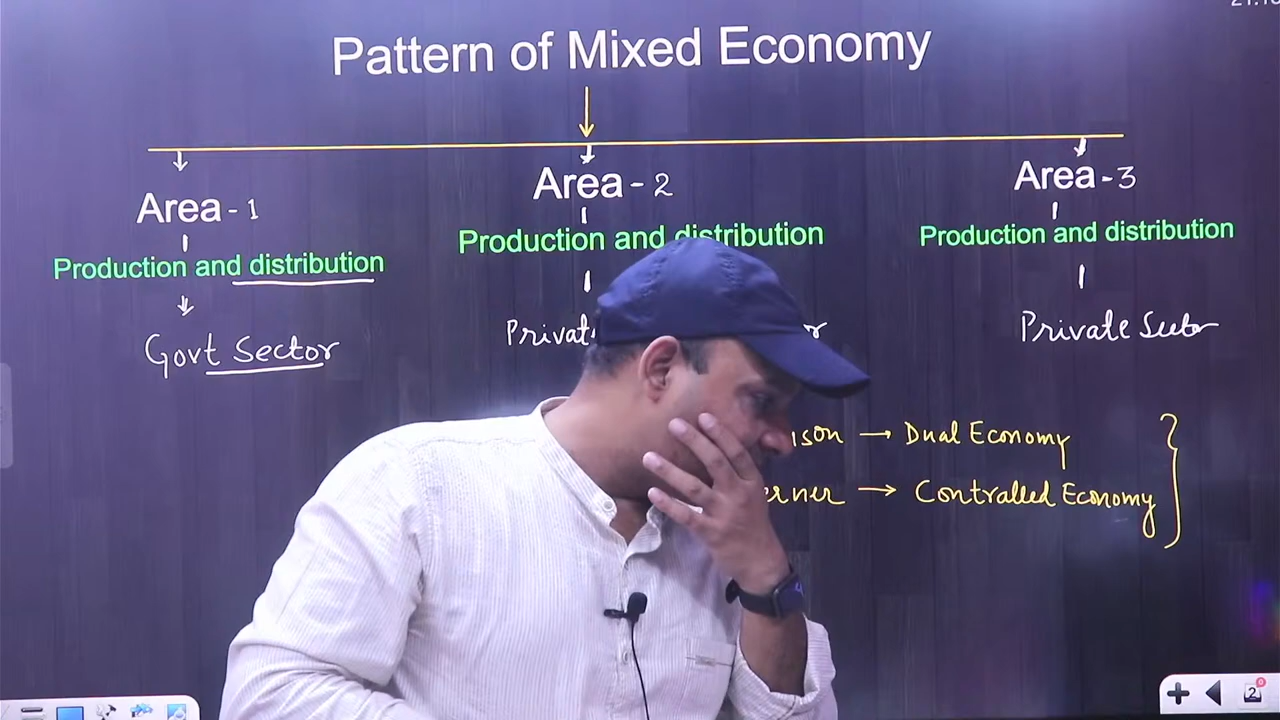 Pattern of Mixed Economy
Area - 1
Production and distribution
Govt Sector
Area - 2
Production and distribution
Area - 3
Production and distribution
Private Sector
→ Dual Economy
→ Contralled Economy
2